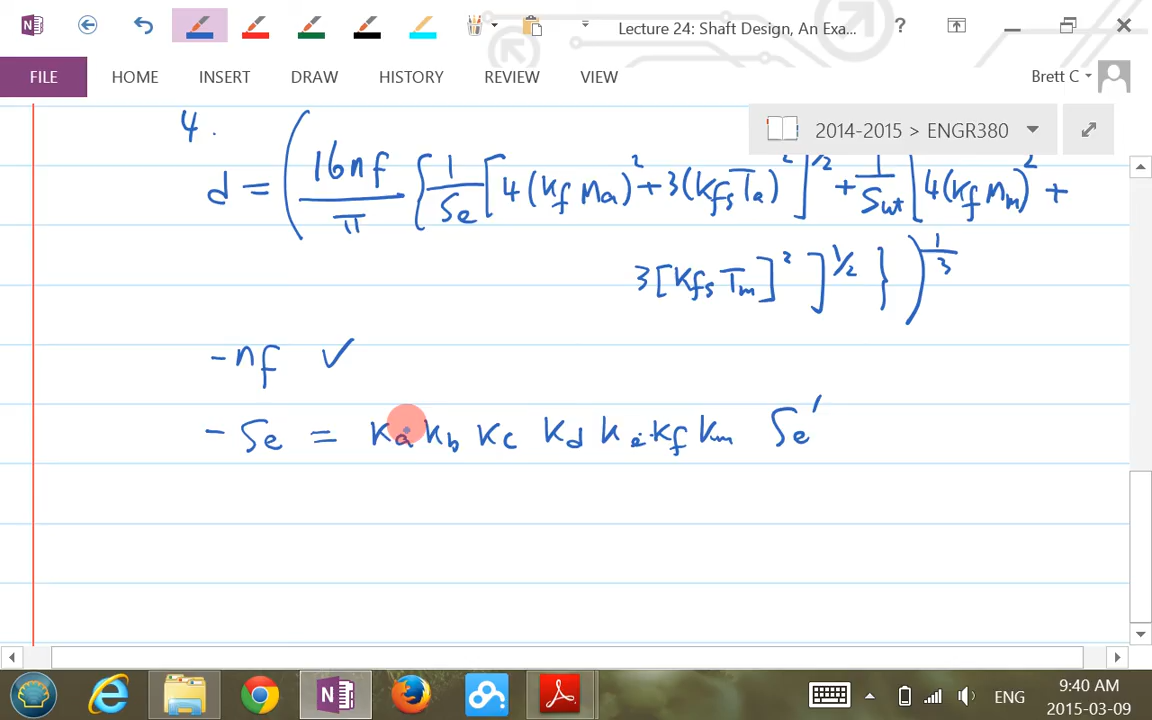 Lecture 24: Shaft Design, An Exa...
?
FILE HOME INSERT DRAW HISTORY REVIEW VIEW
Brett C
2014-2015 > ENGR380
4.
d = ( 16nf / π { 1/Se [ 4(kf Ma)² + 3(kfs Ta)² ]^1/2 + 1/Sut [ 4(kf Mm)² +
3[kfs Tm]² ]^1/2 } )^1/3
- nf ✓
- Se = ka kb kc kd ke kf km Se'
ENG
9:40 AM
2015-03-09